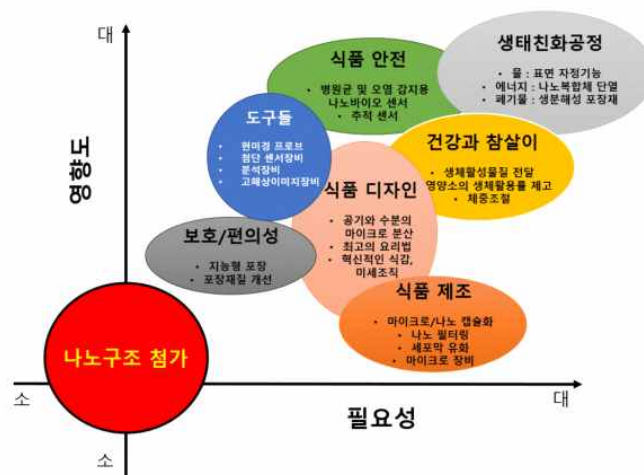 대
영향도
소
소
필요성
대
생태친화공정
• 물 : 표면 자정기능
• 에너지 : 나노복합체 단열
• 폐기물 : 생분해성 포장재
식품 안전
• 병원균 및 오염 감지용
나노바이오 센서
• 추적 센서
도구들
• 현미경 프로브
• 첨단 센서장비
• 분석장비
• 고해상이미지장비
건강과 참살이
• 생체활성물질 전달
영양소의 생체활용률 제고
• 체중조절
식품 디자인
• 공기와 수분의
마이크로 분산
• 최고의 요리법
• 혁신적인 식감,
미세조직
보호/편의성
• 지능형 포장
• 포장재질 개선
식품 제조
• 마이크로/나노 캡슐화
• 나노 필터링
• 세포막 유화
• 마이크로 장비
나노구조 첨가